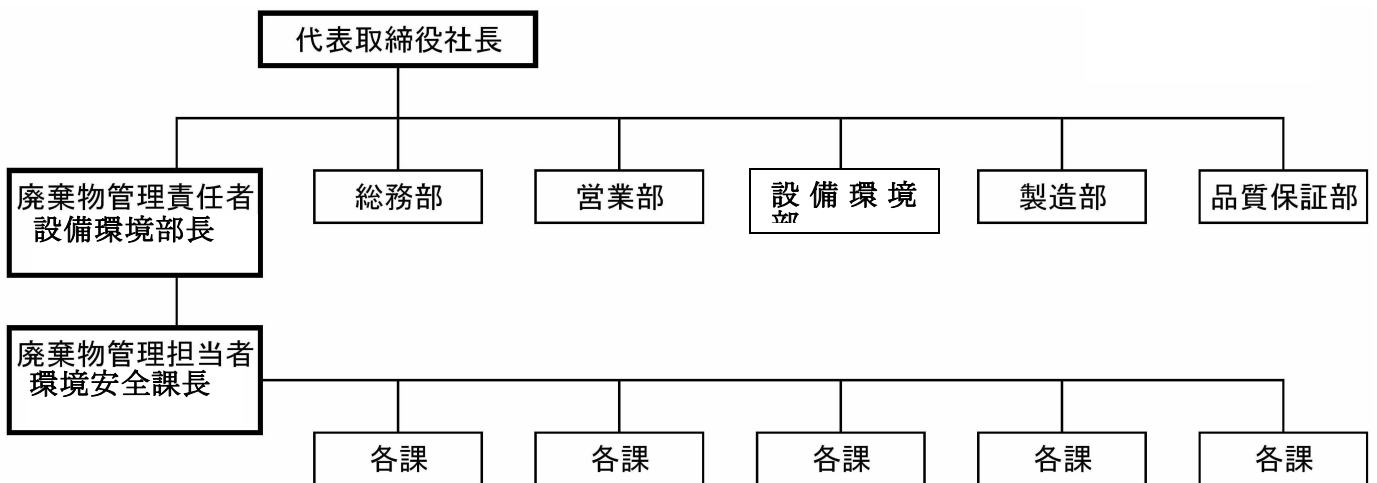 代表取締役社長
廃棄物管理責任者
設備環境部長
総務部
営業部
設備環境
部
製造部
品質保証部
廃棄物管理担当者
環境安全課長
各課
各課
各課
各課
各課